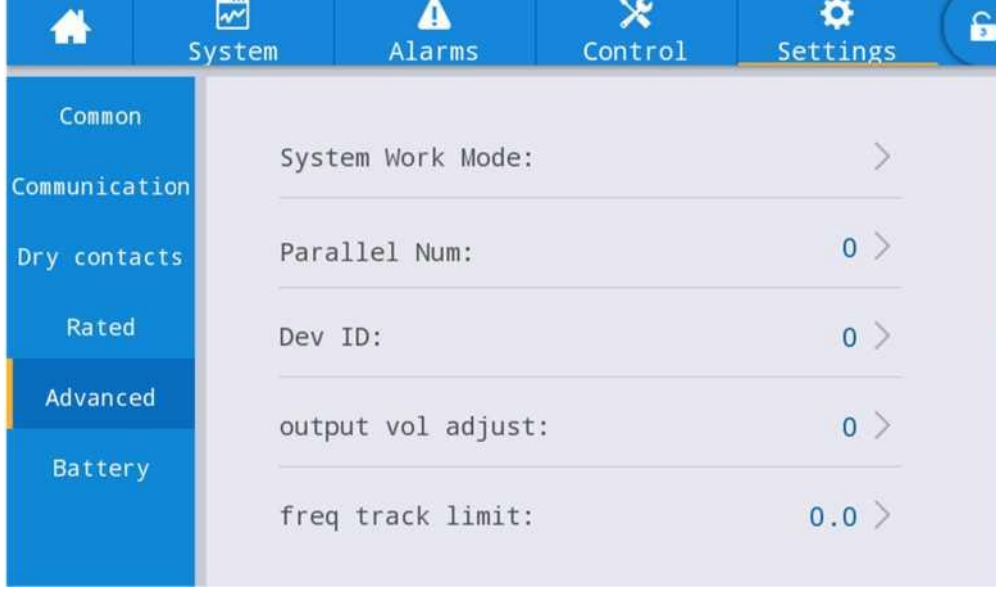 System
Alarms
Control
Settings
Common
Communication
Dry contacts
Rated
Advanced
Battery
System Work Mode:
Parallel Num: 0
Dev ID: 0
output vol adjust: 0
freq track limit: 0.0